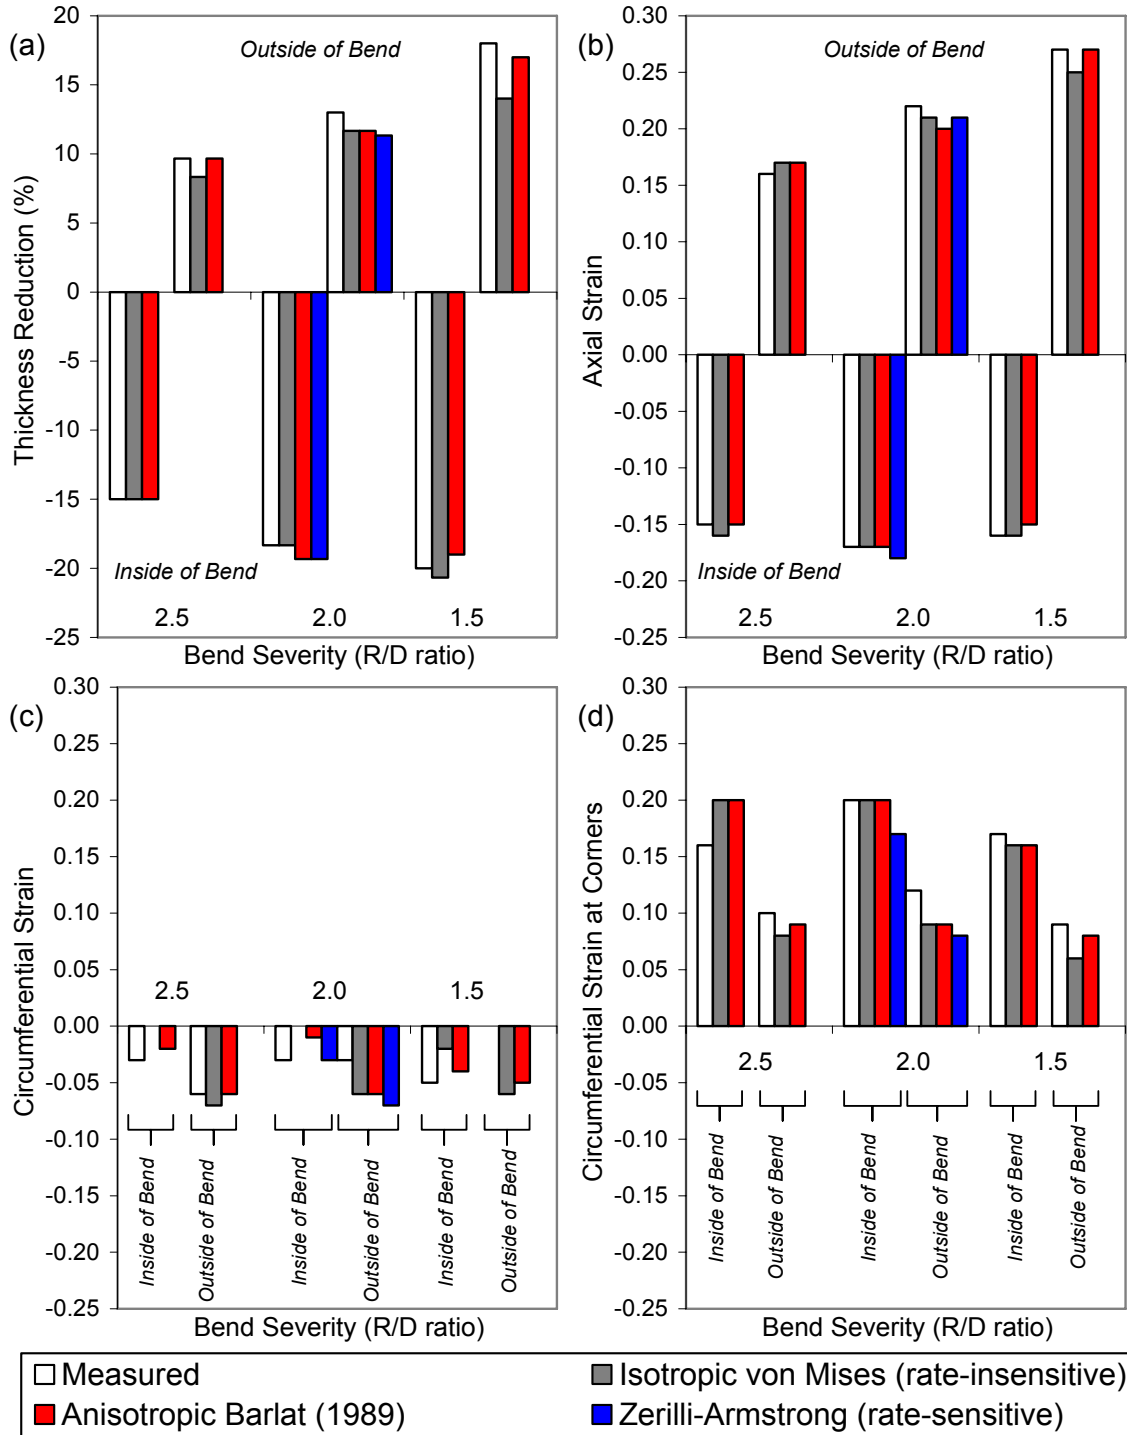 (a)
20
15
10
5
0
-5
-10
-15
-20
-25
Thickness Reduction (%)
Outside of Bend
Inside of Bend
2.5 2.0 1.5
Bend Severity (R/D ratio)
(b)
0.30
0.25
0.20
0.15
0.10
0.05
0.00
-0.05
-0.10
-0.15
-0.20
-0.25
Axial Strain
Outside of Bend
Inside of Bend
2.5 2.0 1.5
Bend Severity (R/D ratio)
(c)
0.30
0.25
0.20
0.15
0.10
0.05
0.00
-0.05
-0.10
-0.15
-0.20
-0.25
Circumferential Strain
2.5 2.0 1.5
Inside of Bend
Outside of Bend
Inside of Bend
Outside of Bend
Inside of Bend
Outside of Bend
Bend Severity (R/D ratio)
(d)
0.30
0.25
0.20
0.15
0.10
0.05
0.00
-0.05
-0.10
-0.15
-0.20
-0.25
Circumferential Strain at Corners
2.5 2.0 1.5
Inside of Bend
Outside of Bend
Inside of Bend
Outside of Bend
Inside of Bend
Outside of Bend
Bend Severity (R/D ratio)
Measured
Isotropic von Mises (rate-insensitive)
Anisotropic Barlat (1989)
Zerilli-Armstrong (rate-sensitive)